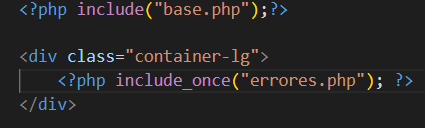 <?php include("base.php");?>
<div class="container-lg">
<?php include_once("errores.php"); ?>
</div>